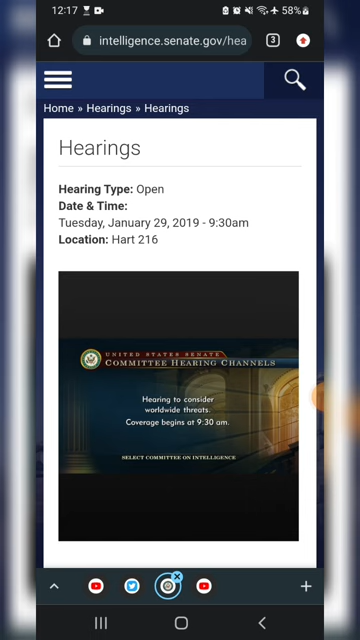 12:17
58%
intelligence.senate.gov/hea
3
Home » Hearings » Hearings
Hearings
Hearing Type: Open
Date & Time:
Tuesday, January 29, 2019 - 9:30am
Location: Hart 216
UNITED STATES SENATE
COMMITTEE HEARING CHANNELS
Hearing to consider
worldwide threats.
Coverage begins at 9:30 am.
SELECT COMMITTEE ON INTELLIGENCE